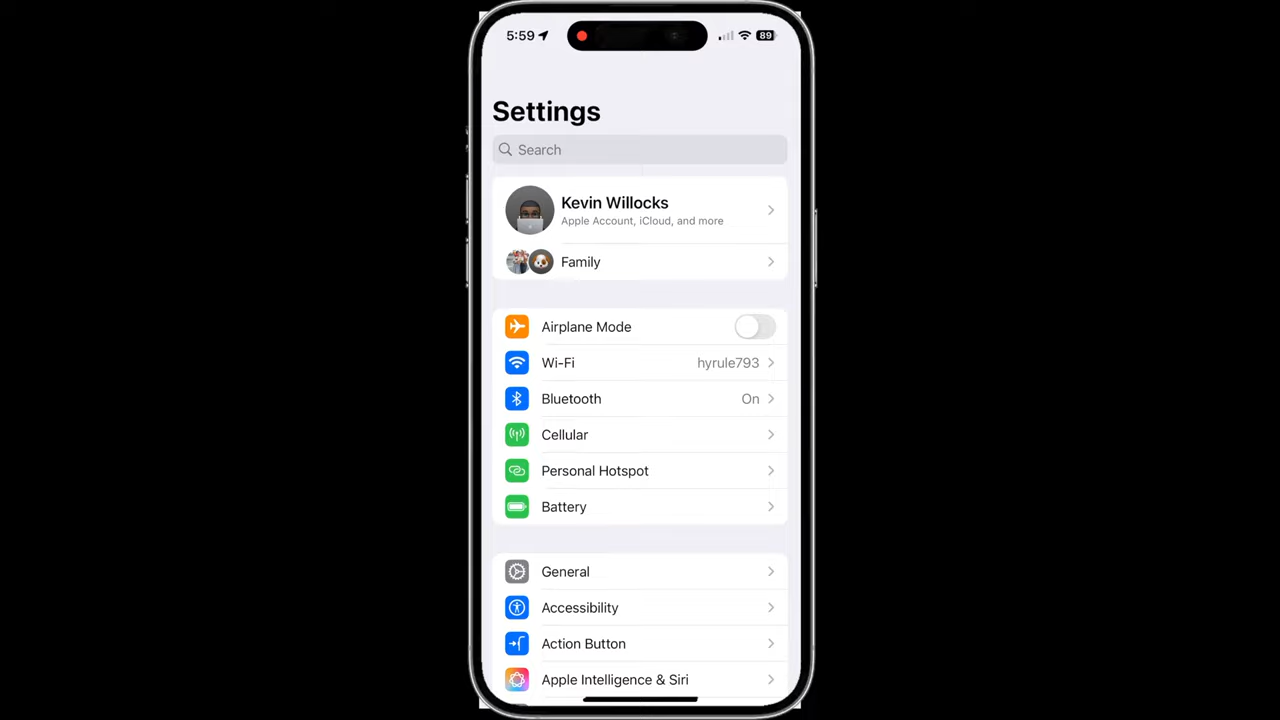 5:59
89
Settings
Search
Kevin Willocks
Apple Account, iCloud, and more
Family
Airplane Mode
Wi-Fi hyrule793
Bluetooth On
Cellular
Personal Hotspot
Battery
General
Accessibility
Action Button
Apple Intelligence & Siri